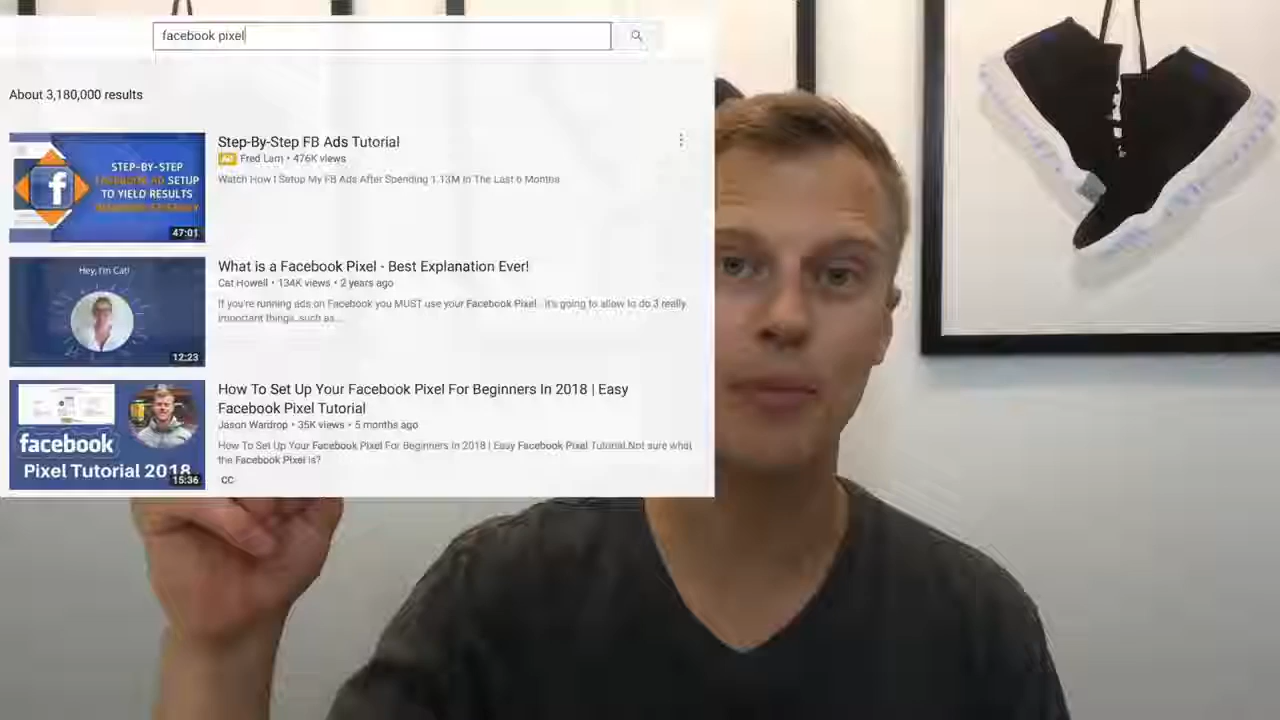 facebook pixel
About 3,180,000 results
STEP-BY-STEP
FACEBOOK AD SETUP
TO YIELD RESULTS
47:01
Step-By-Step FB Ads Tutorial
Ad Fred Lam • 476K views
Watch How I Setup My FB Ads After Spending 1.13M In The Last 6 Months
Hey, I'm Cat!
12:23
What is a Facebook Pixel - Best Explanation Ever!
Cat Howell • 134K views • 2 years ago
If you're running ads on Facebook you MUST use your Facebook Pixel. It's going to allow to do 3 really
important things..such as...
facebook
Pixel Tutorial 2018
15:36
How To Set Up Your Facebook Pixel For Beginners In 2018 | Easy
Facebook Pixel Tutorial
Jason Wardrop • 35K views • 5 months ago
How To Set Up Your Facebook Pixel For Beginners In 2018 | Easy Facebook Pixel Tutorial Not sure what
the Facebook Pixel is?
CC